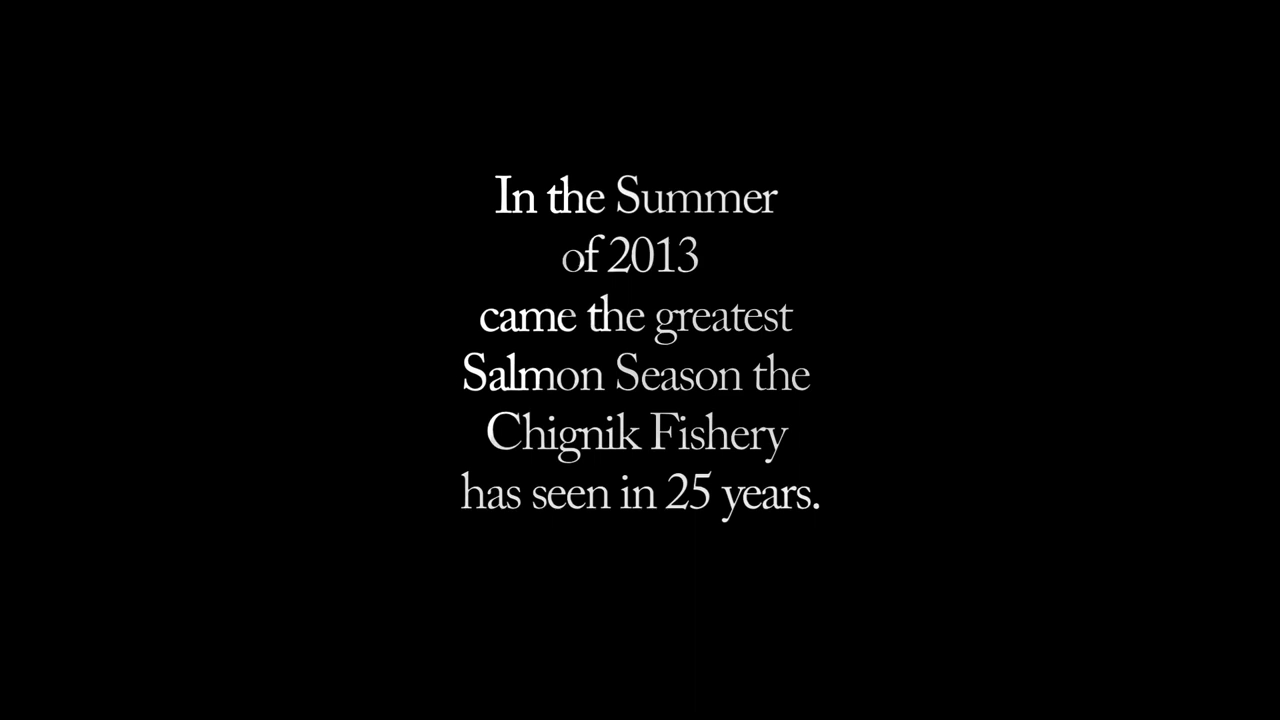 In the Summer
of 2013
came the greatest
Salmon Season the
Chignik Fishery
has seen in 25 years.